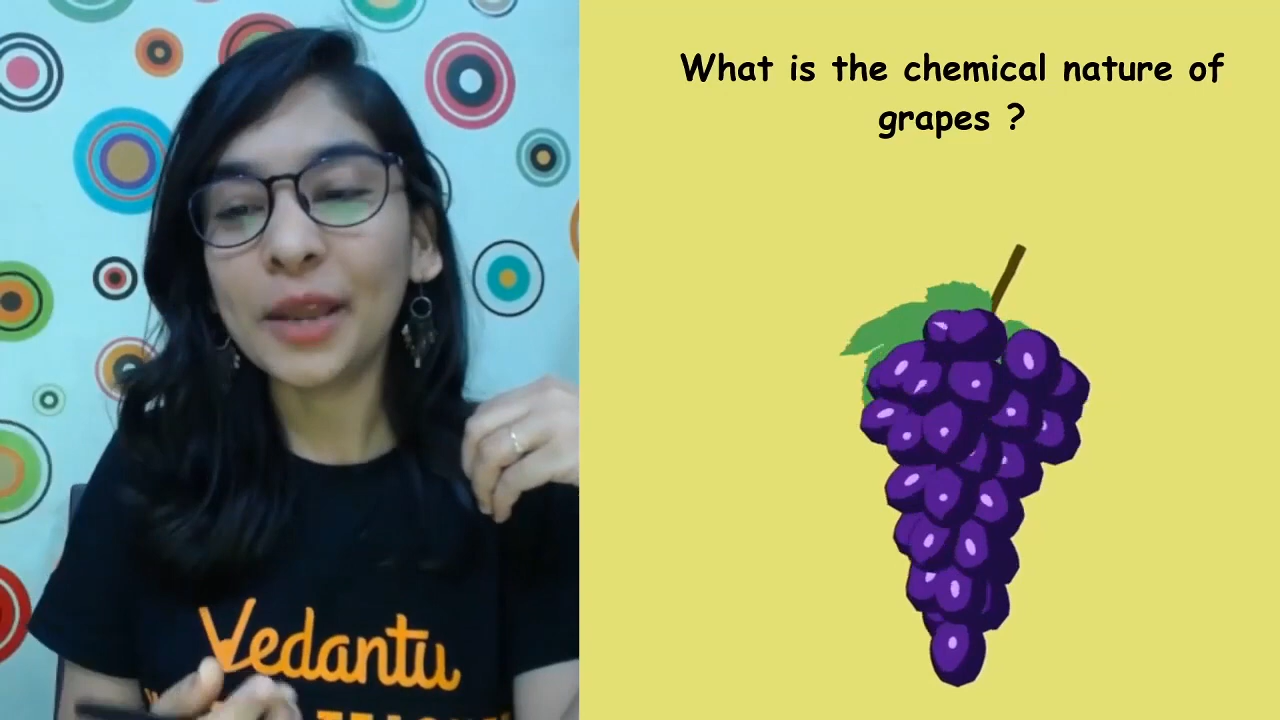 What is the chemical nature of
grapes ?
Vedantu